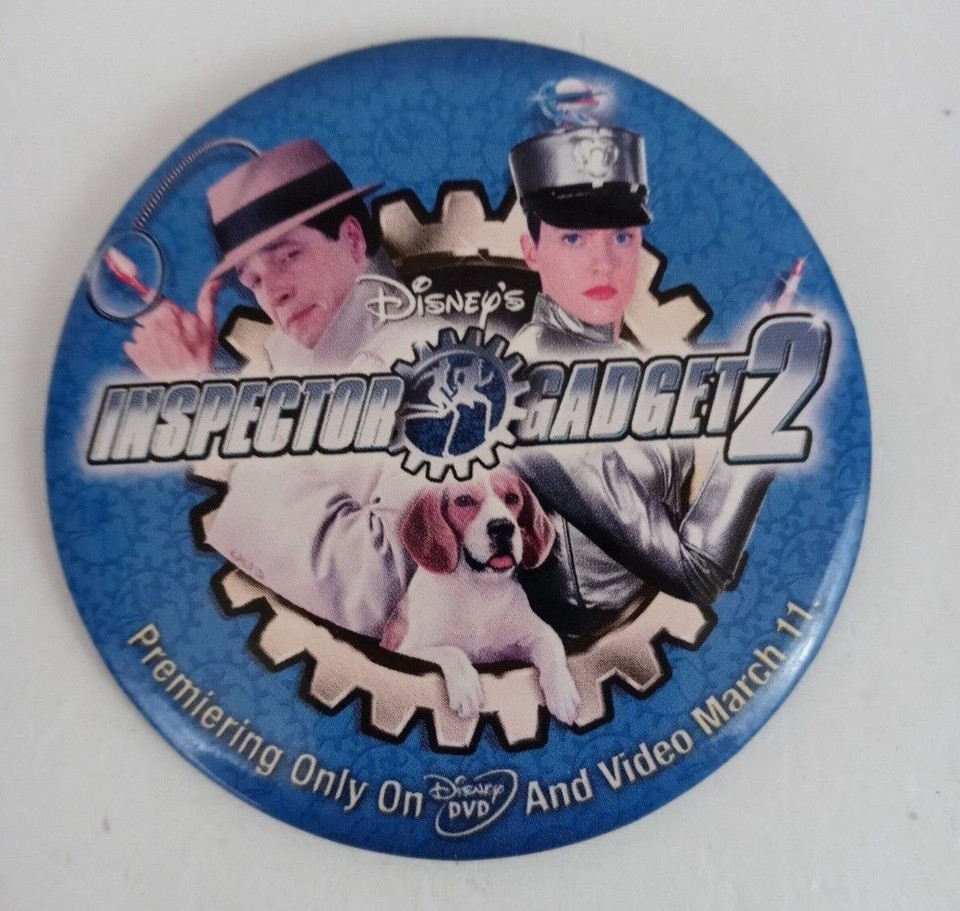 Disney's
INSPECTOR GADGET 2
Premiering Only On Disney DVD And Video March 11